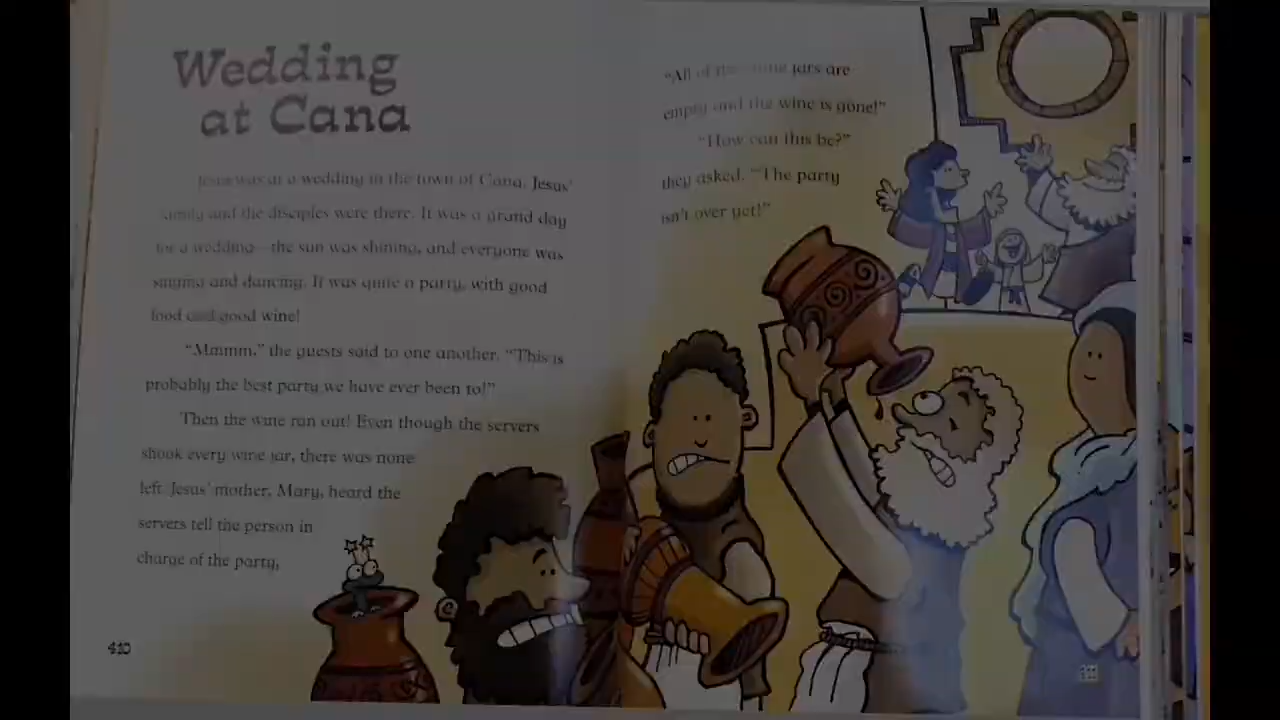 Wedding
at Cana
Jesus was at a wedding in the town of Cana. Jesus'
family and the disciples were there. It was a grand day
for a wedding—the sun was shining, and everyone was
singing and dancing. It was quite a party, with good
food and good wine!
"Mmmm," the guests said to one another. "This is
probably the best party we have ever been to!"
Then the wine ran out! Even though the servers
shook every wine jar, there was none
left. Jesus' mother, Mary, heard the
servers tell the person in
charge of the party,
410
"All of the wine jars are
empty and the wine is gone!"
"How can this be?"
they asked. "The party
isn't over yet!"
411